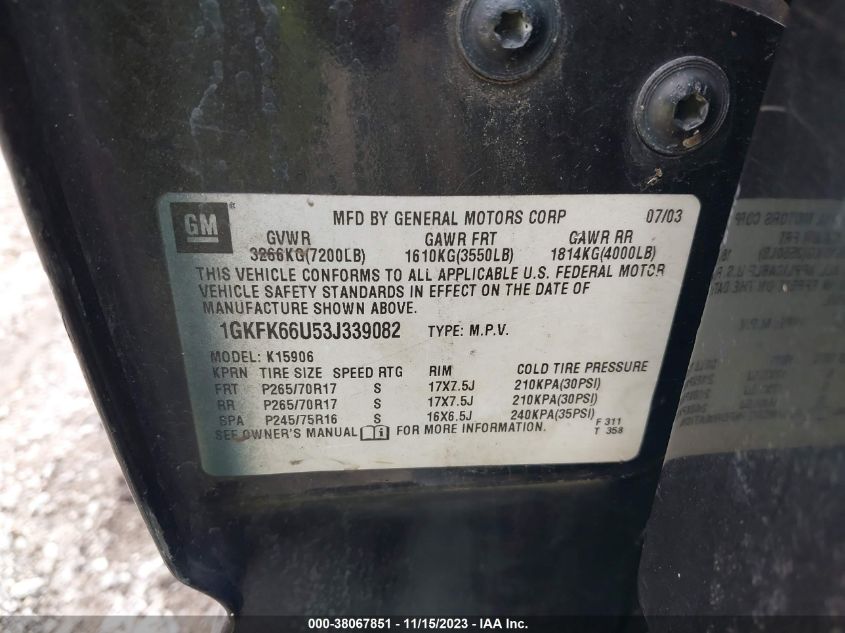 GM
MFD BY GENERAL MOTORS CORP 07/03
GVWR GAWR FRT GAWR RR
3266KG(7200LB) 1610KG(3550LB) 1814KG(4000LB)
THIS VEHICLE CONFORMS TO ALL APPLICABLE U.S. FEDERAL MOTOR
VEHICLE SAFETY STANDARDS IN EFFECT ON THE DATE OF
MANUFACTURE SHOWN ABOVE.
1GKFK66U53J339082 TYPE: M.P.V.
MODEL: K15906
KPRN TIRE SIZE SPEED RTG RIM COLD TIRE PRESSURE
FRT P265/70R17 S 17X7.5J 210KPA(30PSI)
RR P265/70R17 S 17X7.5J 210KPA(30PSI)
SPA P245/75R16 S 16X6.5J 240KPA(35PSI)
SEE OWNER'S MANUAL i FOR MORE INFORMATION. F 311
T 358
000-38067851 - 11/15/2023 - IAA Inc.